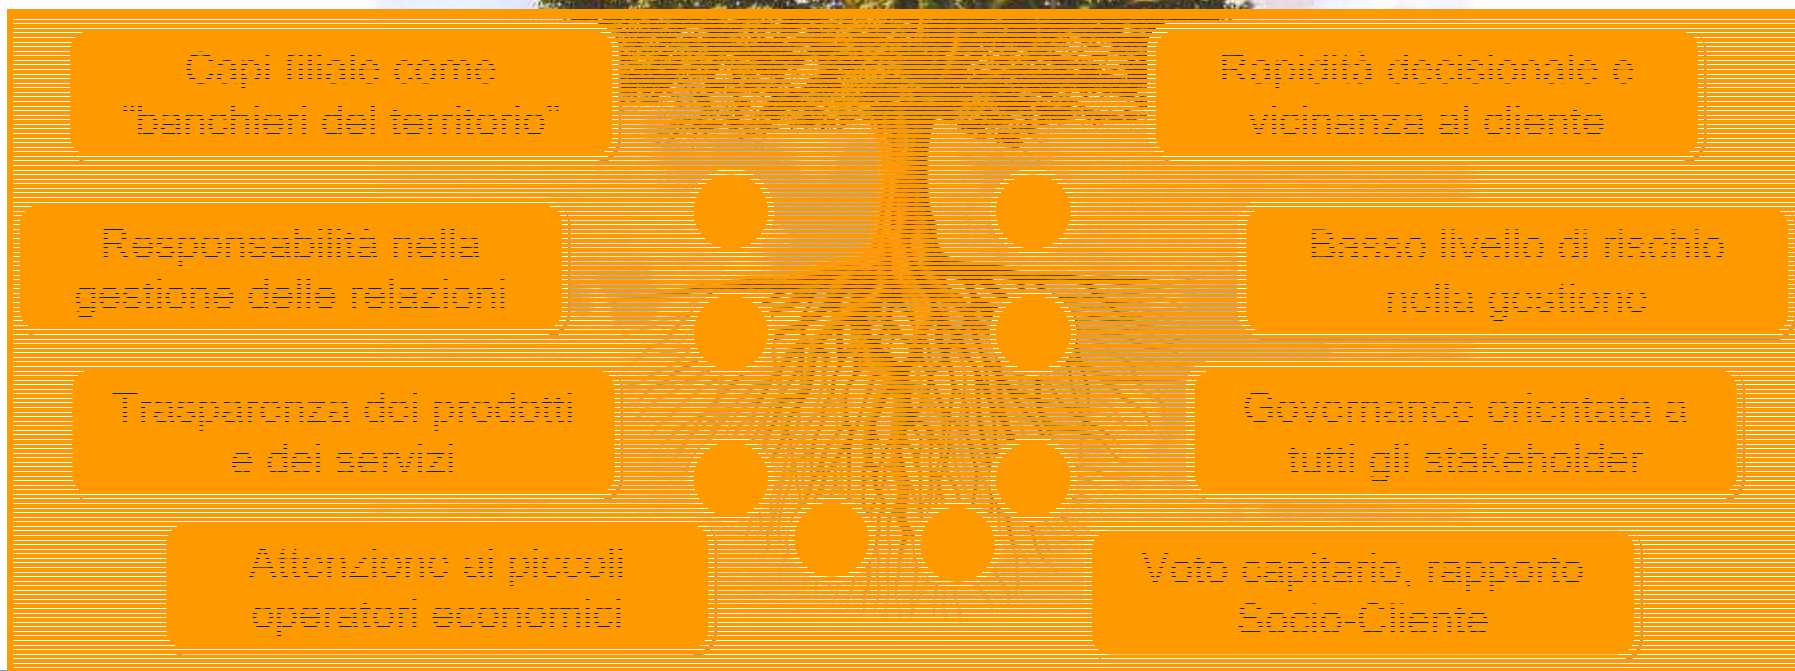 Capi filiale come
"banchieri del territorio"
Rapidità decisionale e
vicinanza al cliente
Responsabilità nella
gestione delle relazioni
Basso livello di rischio
nella gestione
Trasparenza dei prodotti
e dei servizi
Governance orientata a
tutti gli stakeholder
Attenzione ai piccoli
operatori economici
Voto capitario, rapporto
Socio-Cliente